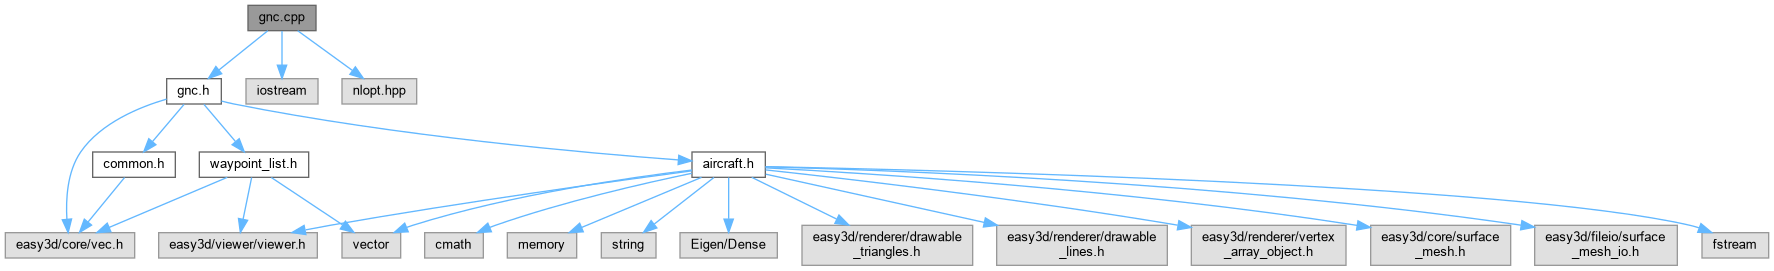 gnc.cpp
gnc.h
iostream
nlopt.hpp
common.h
waypoint_list.h
aircraft.h
easy3d/core/vec.h
easy3d/viewer/viewer.h
vector
cmath
memory
string
Eigen/Dense
easy3d/renderer/drawable
_triangles.h
easy3d/renderer/drawable
_lines.h
easy3d/renderer/vertex
_array_object.h
easy3d/core/surface
_mesh.h
easy3d/fileio/surface
_mesh_io.h
fstream